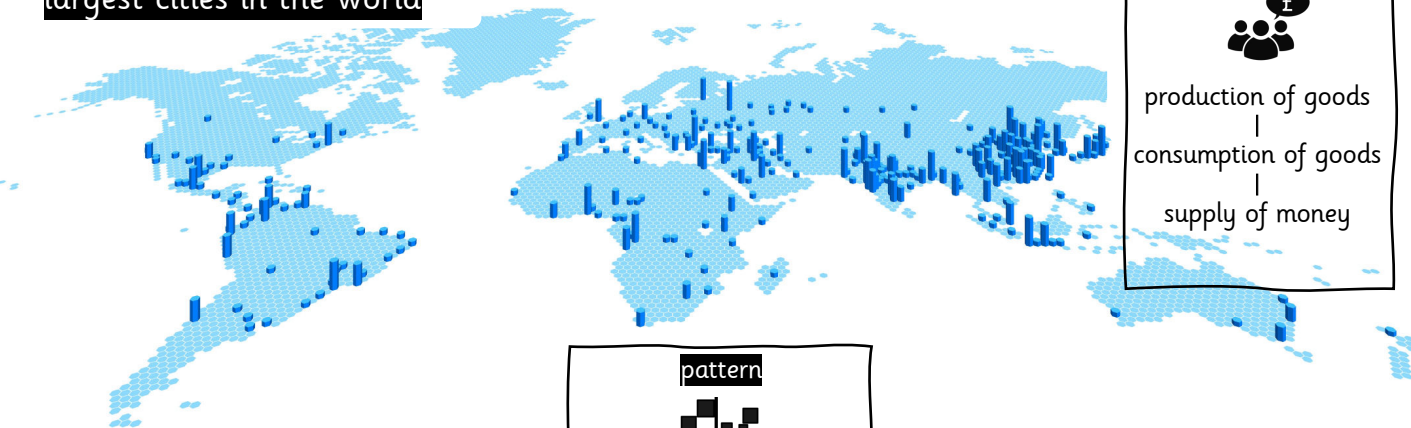 largest cities in the world
£
production of goods
consumption of goods
supply of money
pattern